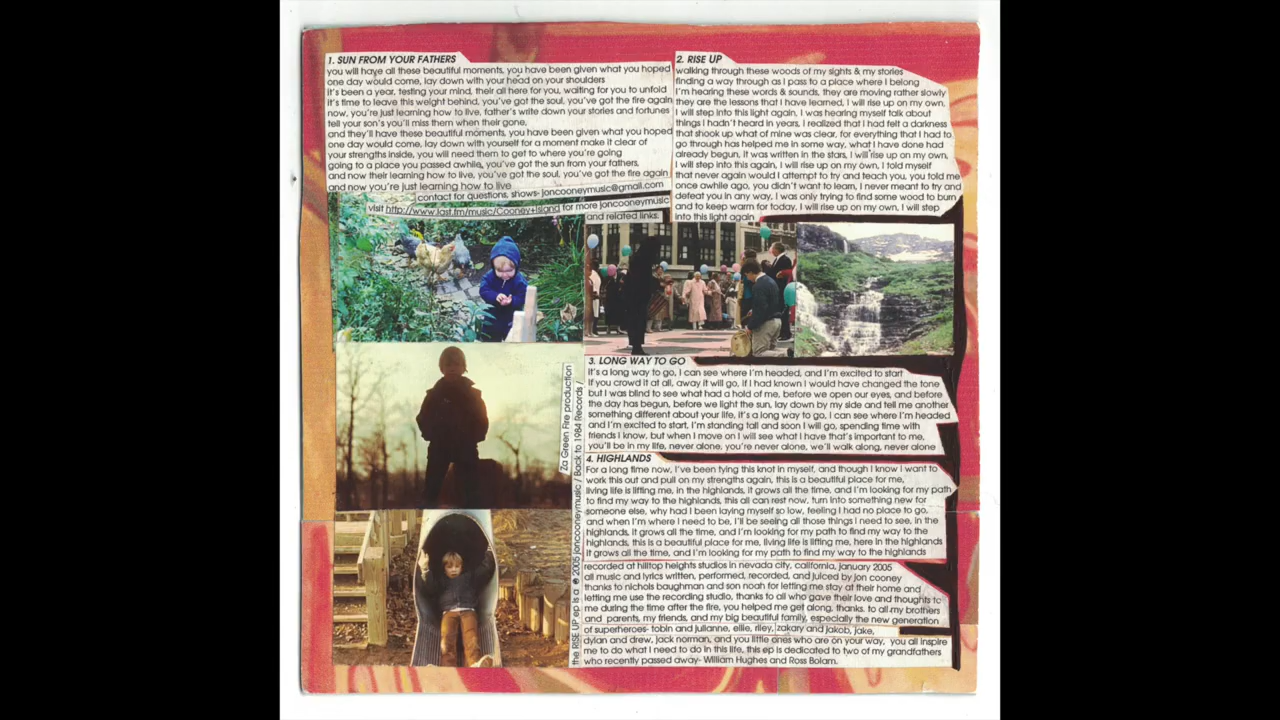 1. SUN FROM YOUR FATHERS
you will have all these beautiful moments, you have been given what you hoped
one day would come, lay down with your head on your shoulders
it's been a year, testing your mind, their all here for you, waiting for you to unfold
it's time to leave this weight behind, you've got the soul, you've got the fire again
now, you're just learning how to live, father's write down your stories and fortunes
tell your son's you'll miss them when their gone,
and they'll have these beautiful moments, you have been given what you hoped
one day would come, lay down with yourself for a moment make it clear of
your strengths inside, you will need them to get to where you're going
going to a place you passed awhile, you've got the sun from your fathers,
and now their learning how to live, you've got the soul, you've got the fire again
and now you're just learning how to live
contact for questions, shows- joncooneymusic@gmail.com
visit http://www.last.fm/music/Cooney+Island for more joncooneymusic
and related links.
2. RISE UP
walking through these woods of my sights & my stories
finding a way through as I pass to a place where I belong
I'm hearing these words & sounds, they are moving rather slowly
they are the lessons that I have learned, I will rise up on my own,
I will step into this light again, I was hearing myself talk about
things I hadn't heard in years, I realized that I had felt a darkness
that shook up what of mine was clear, for everything that I had to
go through has helped me in some way, what I have done had
already begun, it was written in the stars, I will rise up on my own,
I will step into this again, I will rise up on my own, I told myself
that never again would I attempt to try and teach you, you told me
once awhile ago, you didn't want to learn, I never meant to try and
defeat you in any way, I was only trying to find some wood to burn
and to keep warm for today, I will rise up on my own, I will step
into this light again
3. LONG WAY TO GO
it's a long way to go, I can see where I'm headed, and I'm excited to start
If you crowd it at all, away it will go, if I had known I would have changed the tone
but I was blind to see what had a hold of me, before we open our eyes, and before
the day has begun, before we light the sun, lay down by my side and tell me another
something different about your life, it's a long way to go, I can see where I'm headed
and I'm excited to start, I'm standing tall and soon I will go, spending time with
friends I know, but when I move on I will see what I have that's important to me,
you'll be in my life, never alone, you're never alone, we'll walk along, never alone
4. HIGHLANDS
For a long time now, I've been tying this knot in myself, and though I know I want to
work this out and pull on my strengths again, this is a beautiful place for me,
living life is lifting me, in the highlands, it grows all the time, and I'm looking for my path
to find my way to the highlands, this all can rest now, turn into something new for
someone else, why had I been laying myself so low, feeling I had no place to go,
and when I'm where I need to be, I'll be seeing all those things I need to see, in the
highlands, it grows all the time, and I'm looking for my path to find my way to the
highlands, this is a beautiful place for me, living life is lifting me, here in the highlands
it grows all the time, and I'm looking for my path to find my way to the highlands
recorded at hilltop heights studios in nevada city, california, january 2005
all music and lyrics written, performed, recorded, and juiced by jon cooney
thanks to nichols baughman and son noah for letting me stay at their home and
letting me use the recording studio, thanks to all who gave their love and thoughts to
me during the time after the fire, you helped me get along, thanks. to all my brothers
and parents, my friends, and my big beautiful family, especially the new generation
of superheroes- tobin and julianne, ellie, riley, zakary and jakob, jake,
dylan and drew, jack norman, and you little ones who are on your way, you all inspire
me to do what I need to do in this life, this ep is dedicated to two of my grandfathers
who recently passed away- William Hughes and Ross Bolam.
the RISE UP ep is a ℗ 2005 joncooneymusic / Back to 1984 Records /
Za Green Fire production